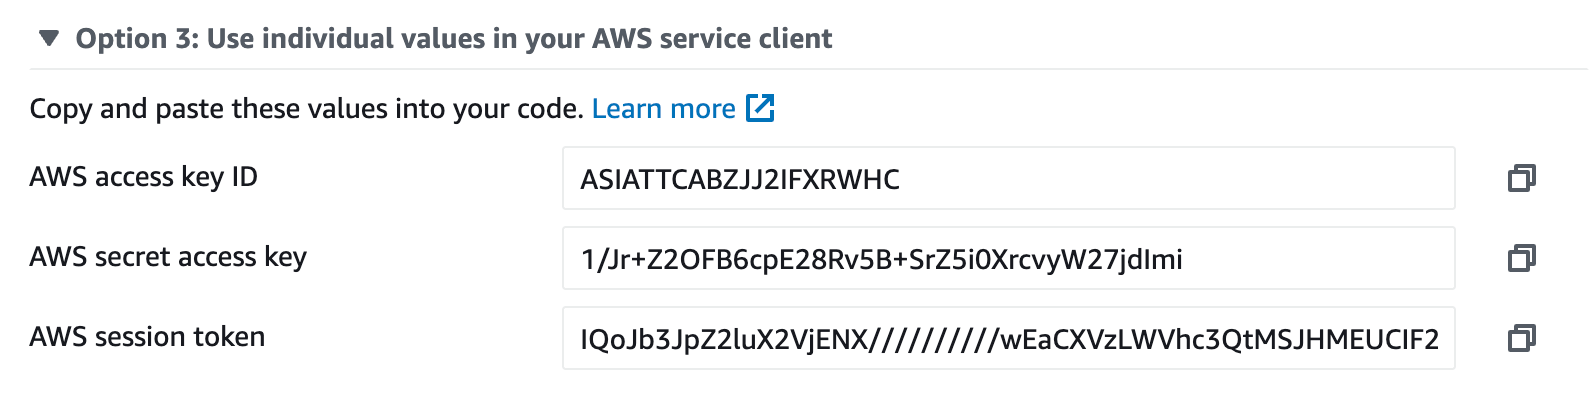 Option 3: Use individual values in your AWS service client
Copy and paste these values into your code. Learn more
AWS access key ID
ASIATTCABZJJ2IFXRWHC
AWS secret access key
1/Jr+Z2OFB6cpE28Rv5B+SrZ5i0XrcvyW27jdImi
AWS session token
IQoJb3JpZ2luX2VjENX//////////wEaCXVzLWVhc3QtMSJHMEUCIF2